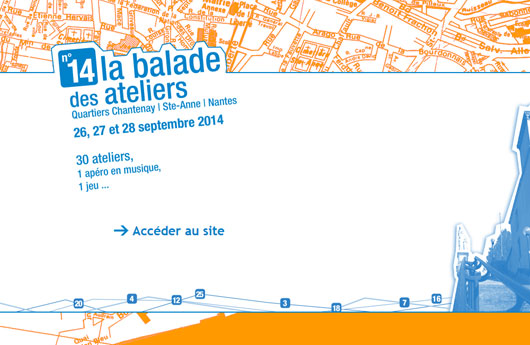 n°14 la balade
des ateliers
Quartiers Chantenay | Ste-Anne | Nantes
26, 27 et 28 septembre 2014
30 ateliers,
1 apéro en musique,
1 jeu ...
→ Accéder au site
20 4 12 25 3 18 7 16